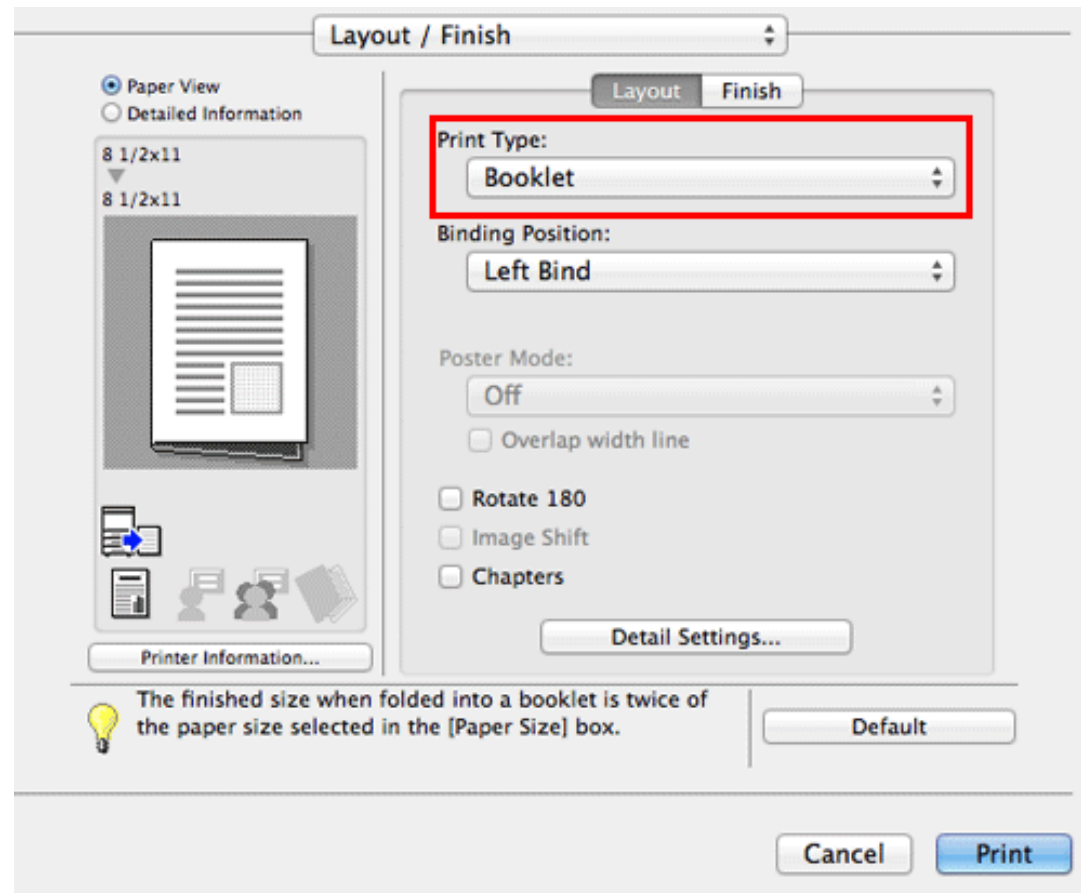 Layout / Finish
Paper View
Detailed Information
8 1/2x11
8 1/2x11
Printer Information...
Layout
Finish
Print Type:
Booklet
Binding Position:
Left Bind
Poster Mode:
Off
Overlap width line
Rotate 180
Image Shift
Chapters
Detail Settings...
The finished size when folded into a booklet is twice of
the paper size selected in the [Paper Size] box.
Default
Cancel
Print